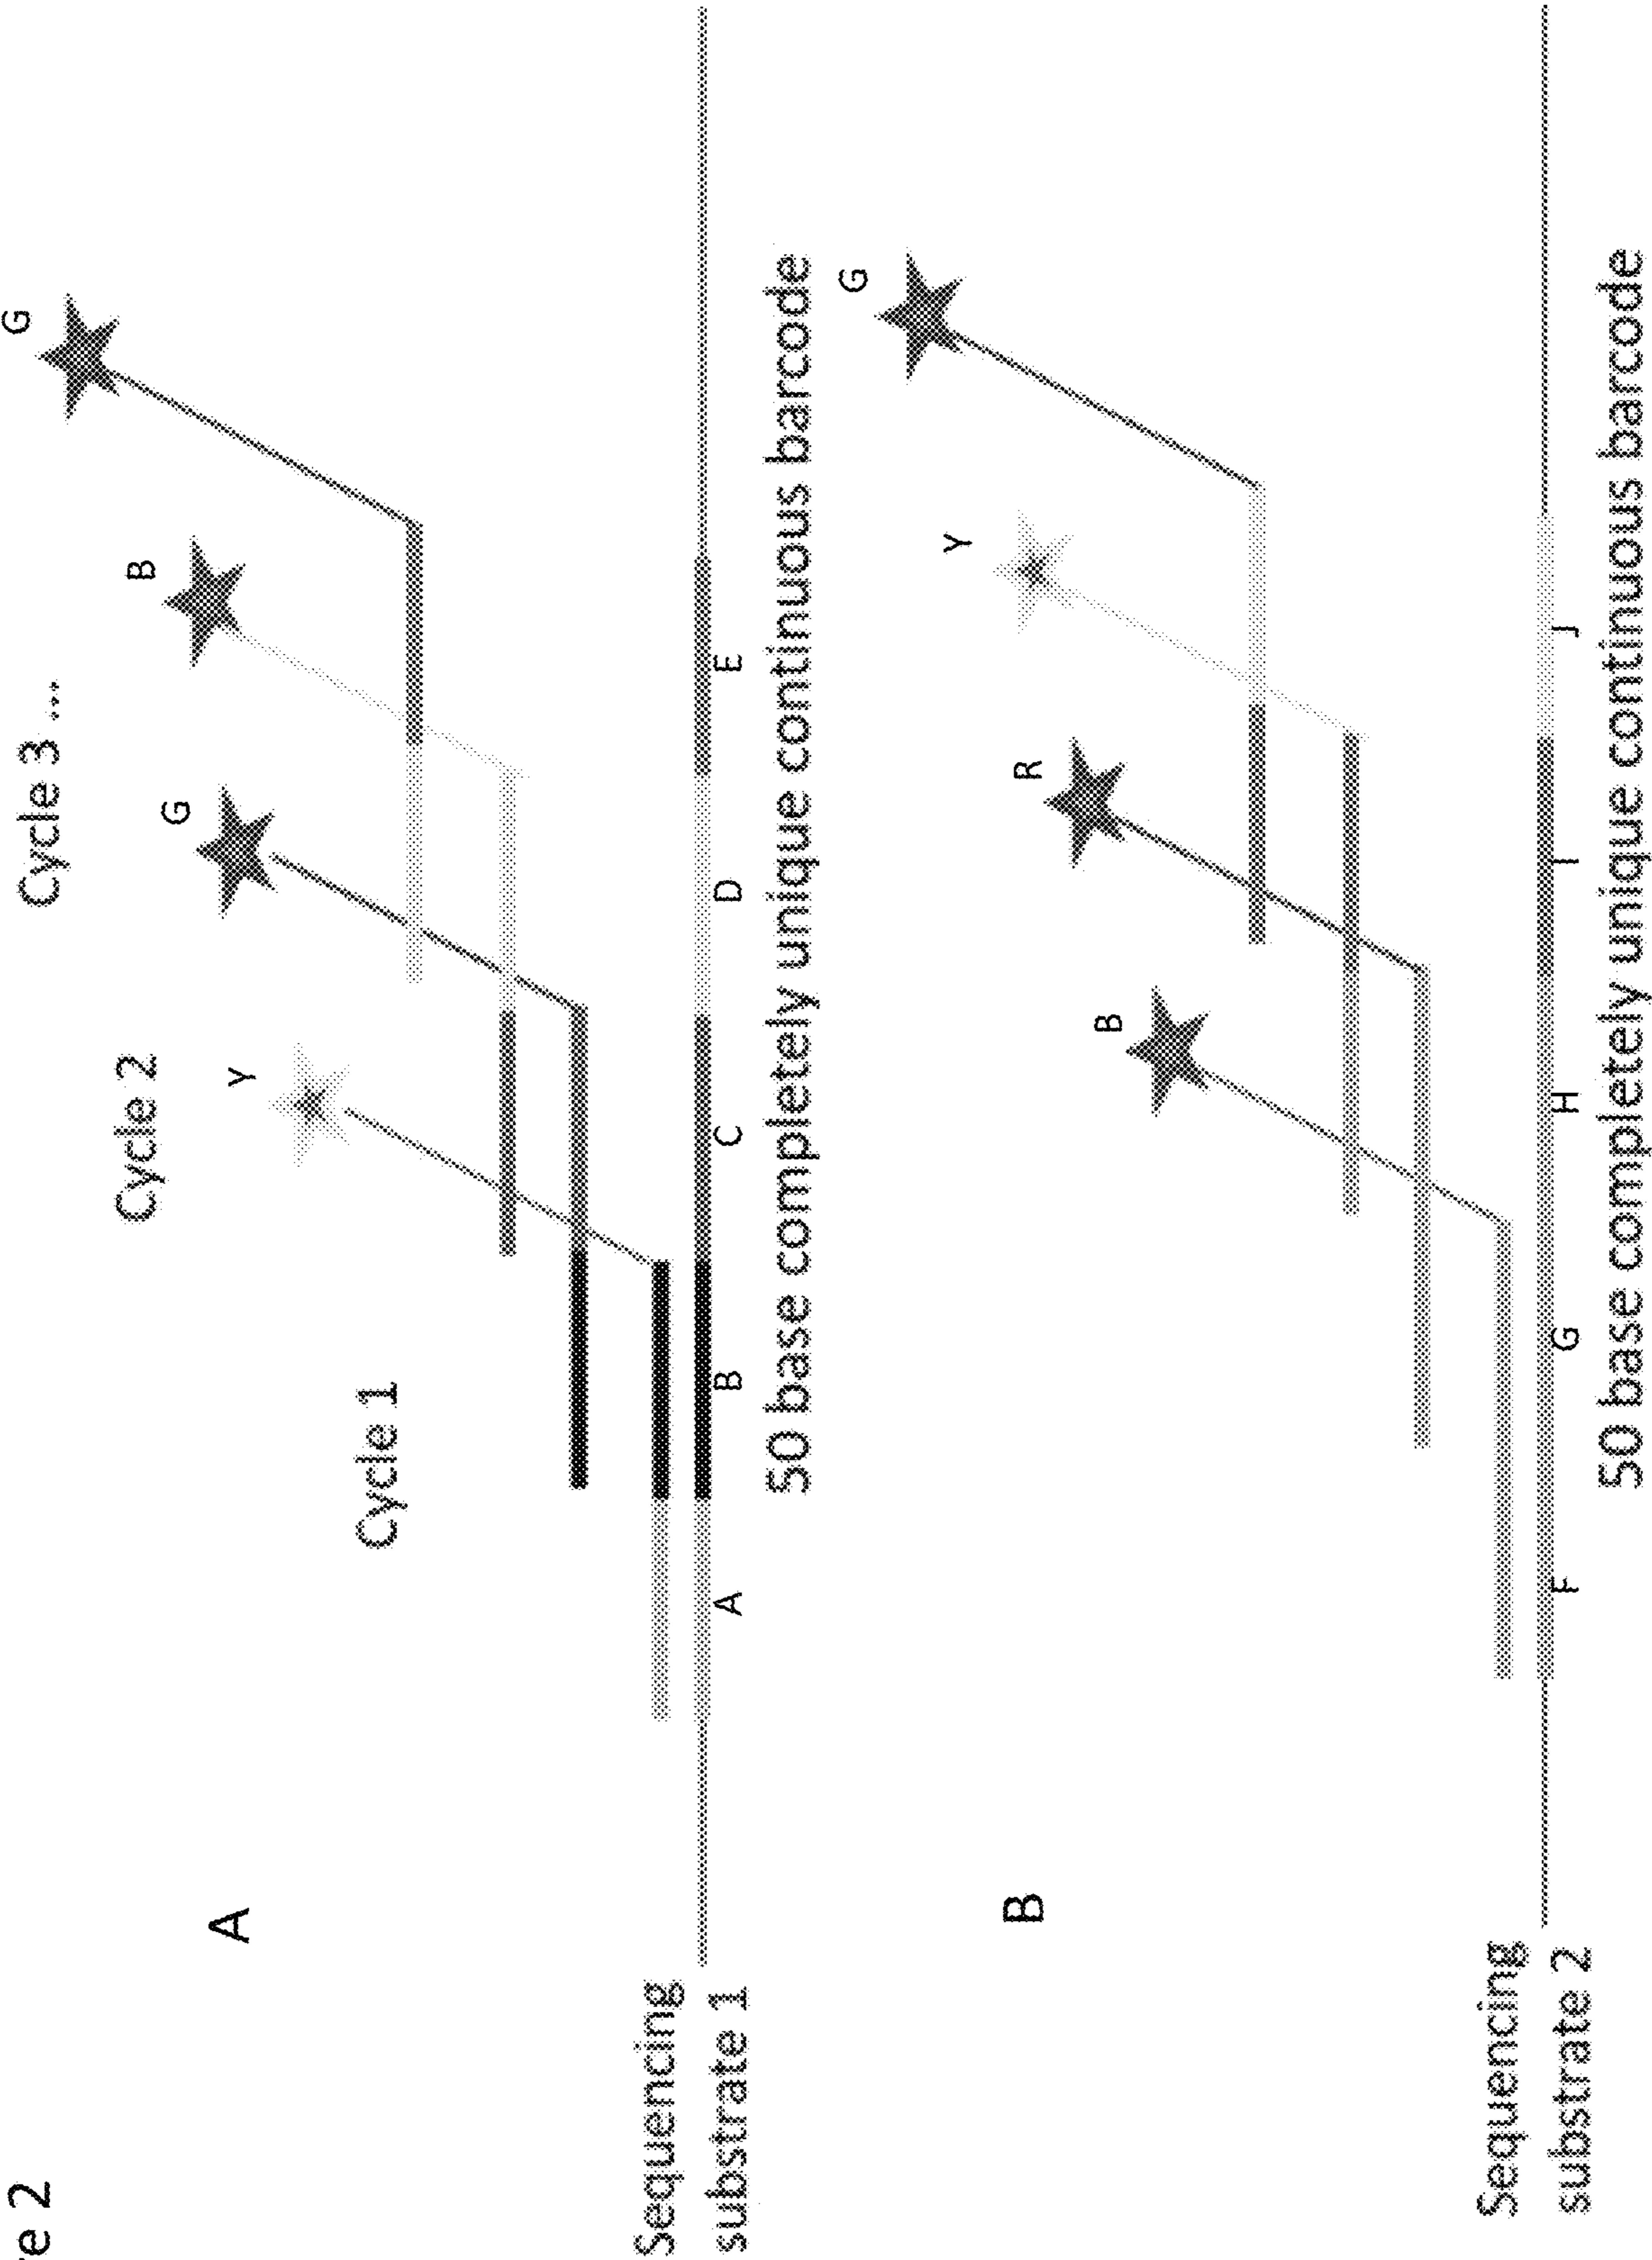 e 2
Cycle 1
Cycle 2
Cycle 3 ...
A
Y
G
B
G
Sequencing
substrate 1
A B C D E
50 base completely unique continuous barcode
B
B
R
Y
G
Sequencing
substrate 2
F G H I J
50 base completely unique continuous barcode